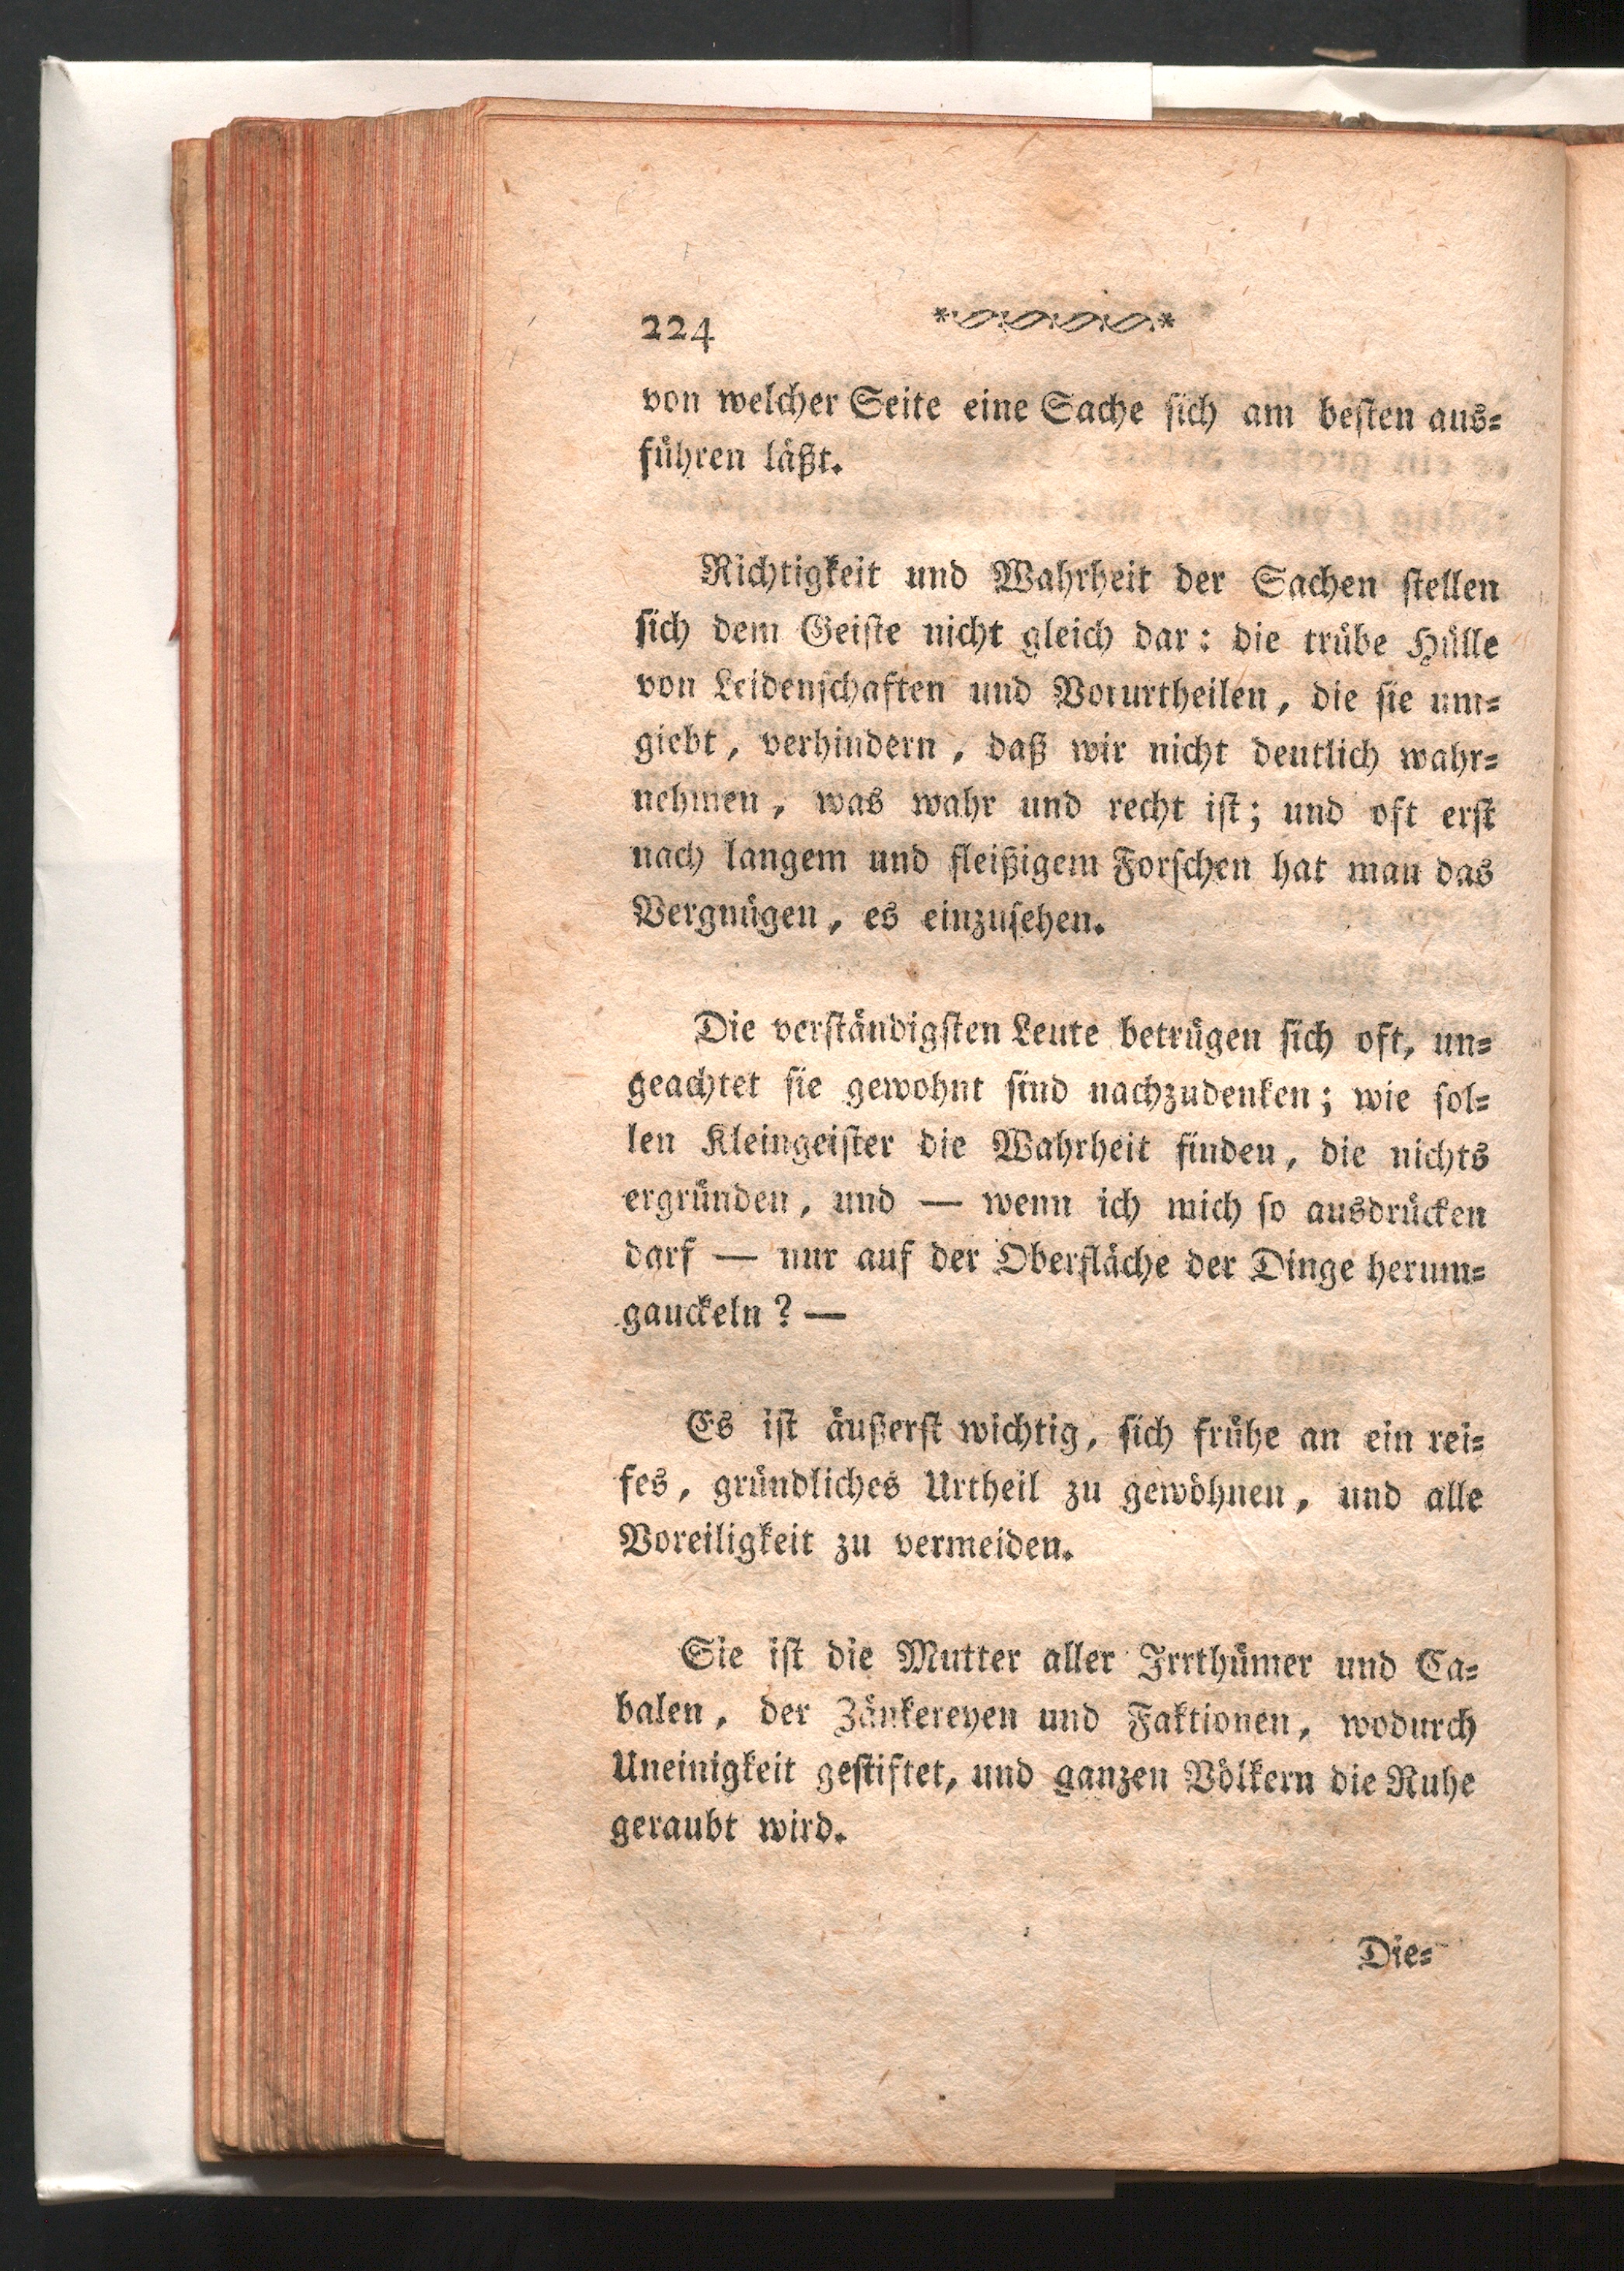 224
von welcher Seite eine Sache sich am besten aus=
führen läßt.
Richtigkeit und Wahrheit der Sachen stellen
sich dem Geiste nicht gleich dar: die trübe Hülle
von Leidenschaften und Vorurtheilen, die sie um=
giebt, verhindern, daß wir nicht deutlich wahr=
nehmen, was wahr und recht ist; und oft erst
nach langem und fleißigem Forschen hat man das
Vergnügen, es einzusehen.
Die verständigsten Leute betrügen sich oft, un=
geachtet sie gewohnt sind nachzudenken; wie sol=
len Kleingeister die Wahrheit finden, die nichts
ergründen, und — wenn ich mich so ausdrücken
darf — nur auf der Oberfläche der Dinge herum=
gauckeln? —
Es ist äußerst wichtig, sich frühe an ein rei=
fes, gründliches Urtheil zu gewöhnen, und alle
Voreiligkeit zu vermeiden.
Sie ist die Mutter aller Irrthümer und Ca=
balen, der Zänkereyen und Faktionen, wodurch
Uneinigkeit gestiftet, und ganzen Völkern die Ruhe
geraubt wird.
Die=